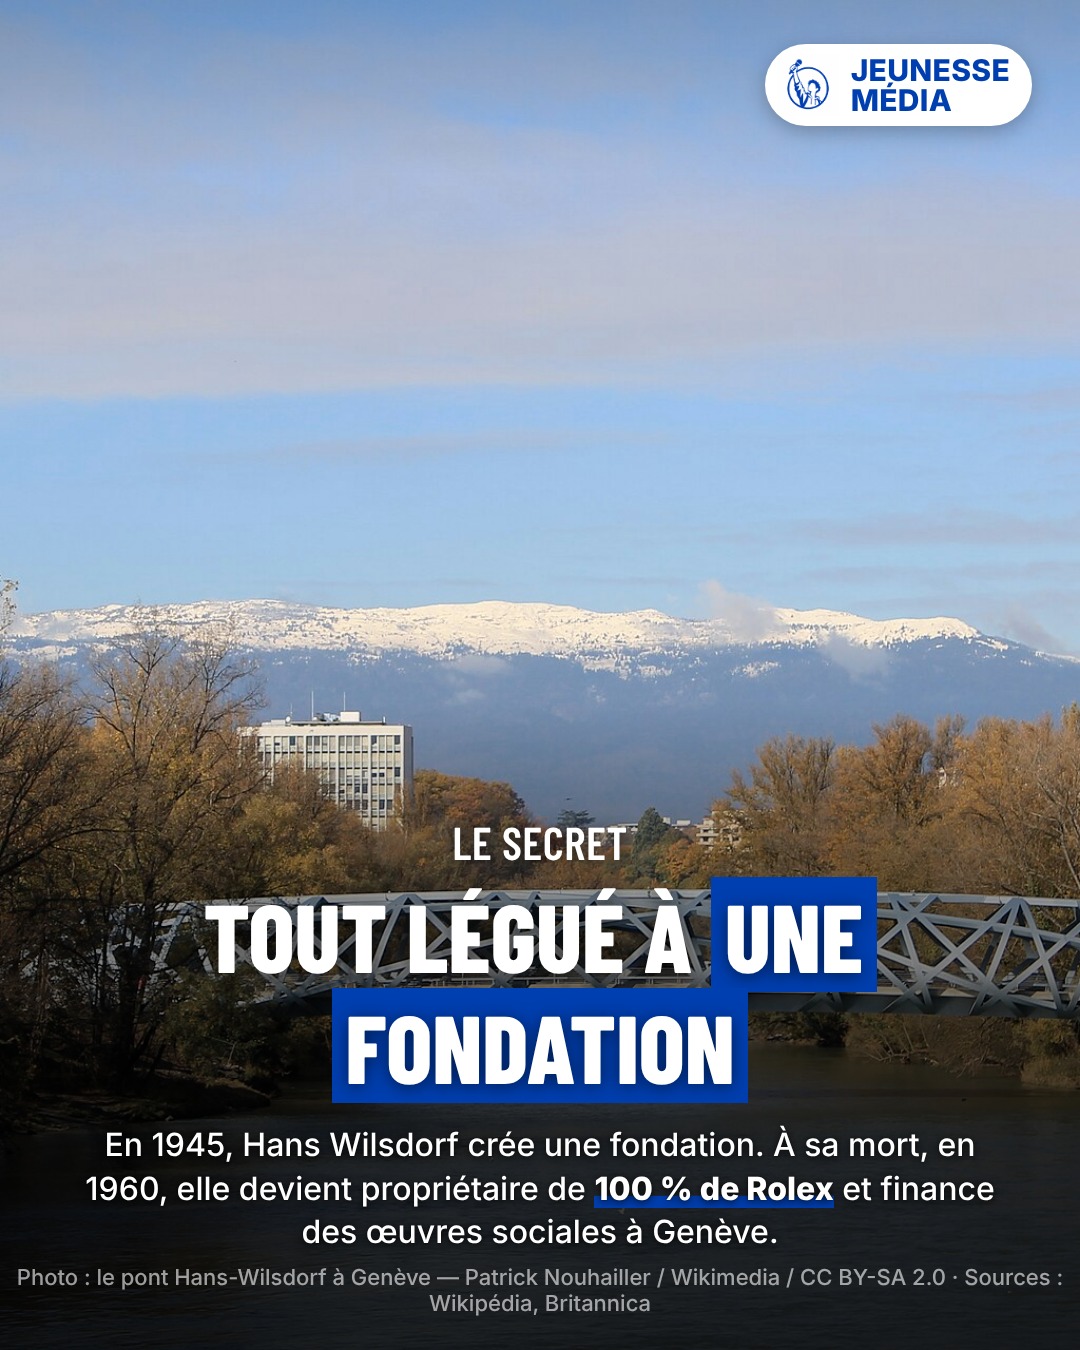 JEUNESSE
MÉDIA
LE SECRET
TOUT LÉGUÉ À UNE
FONDATION
En 1945, Hans Wilsdorf crée une fondation. À sa mort, en
1960, elle devient propriétaire de 100 % de Rolex et finance
des œuvres sociales à Genève.
Photo : le pont Hans-Wilsdorf à Genève — Patrick Nouhailler / Wikimedia / CC BY-SA 2.0 · Sources :
Wikipédia, Britannica